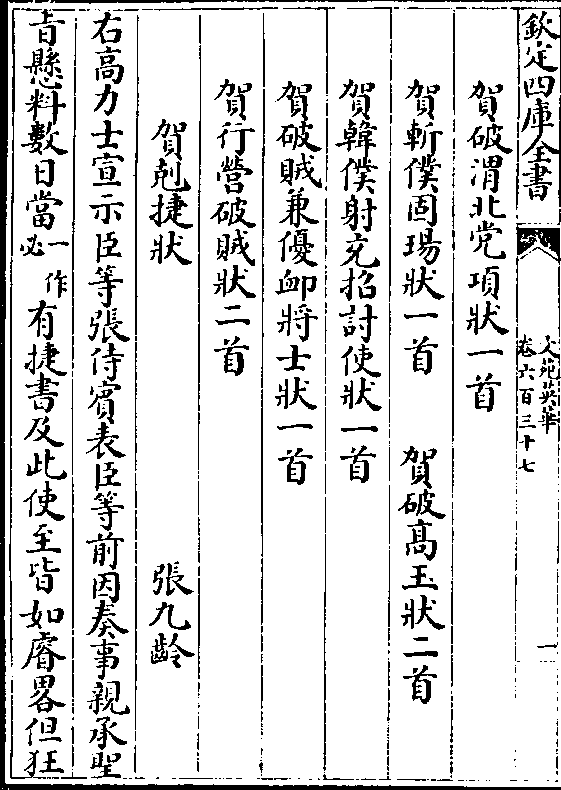 欽定四庫全書
文苑英華
卷六百三十七
一
賀破渭北党項狀一首
賀斬僕固瑒狀一首　賀破高玉狀二首
賀韓僕射充招討使狀一首
賀破賊兼優衈將士狀一首
賀行營破賊狀二首
賀剋捷狀　張九齡
右高力士宣示臣等張侍賔表臣等前因奏事親承聖
旨懸料數日當一作必有捷書及此使至皆如睿畧但狂